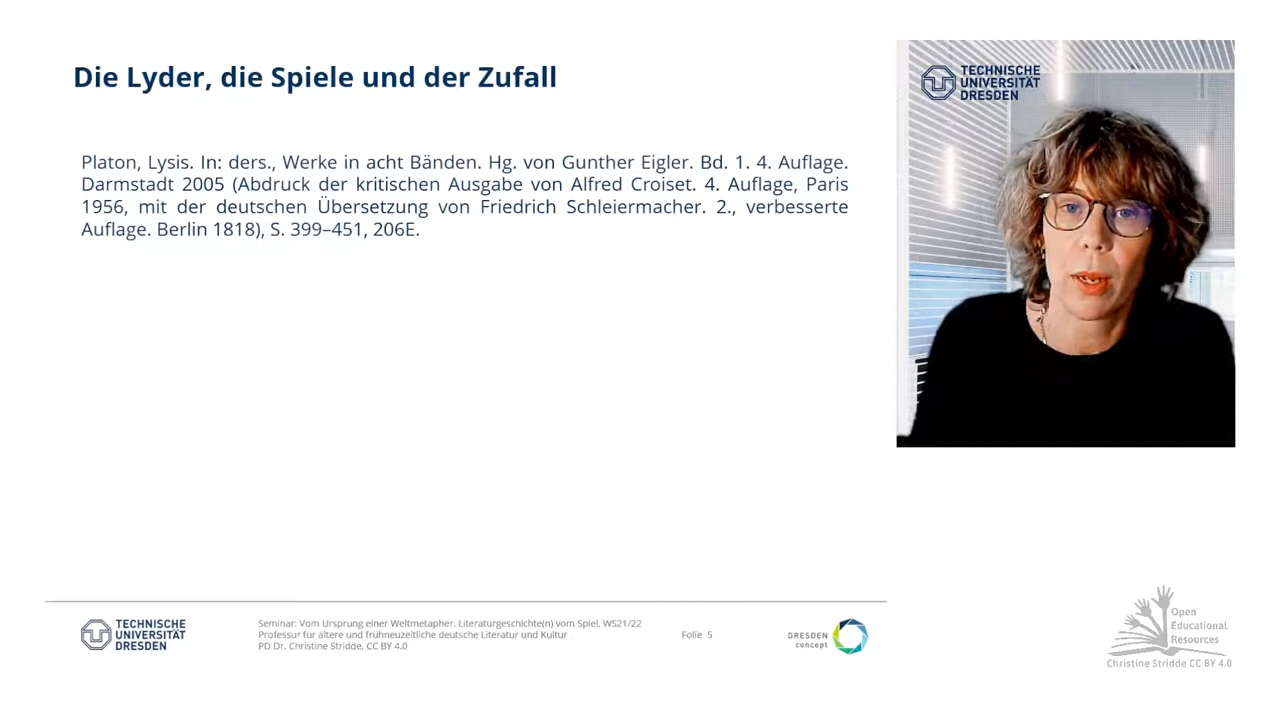 Die Lyder, die Spiele und der Zufall
Platon, Lysis. In: ders., Werke in acht Bänden. Hg. von Gunther Eigler. Bd. 1. 4. Auflage.
Darmstadt 2005 (Abdruck der kritischen Ausgabe von Alfred Croiset. 4. Auflage, Paris
1956, mit der deutschen Übersetzung von Friedrich Schleiermacher. 2., verbesserte
Auflage. Berlin 1818), S. 399–451, 206E.
TECHNISCHE
UNIVERSITÄT
DRESDEN
TECHNISCHE
UNIVERSITÄT
DRESDEN
Seminar: Vom Ursprung einer Weltmetapher. Literaturgeschichte(n) vom Spiel. WS21/22
Professur für ältere und frühneuzeitliche deutsche Literatur und Kultur
PD Dr. Christine Stridde, CC BY 4.0
Folie 5
DRESDEN
concept
Open
Educational
Resources
Christine Stridde CC BY 4.0